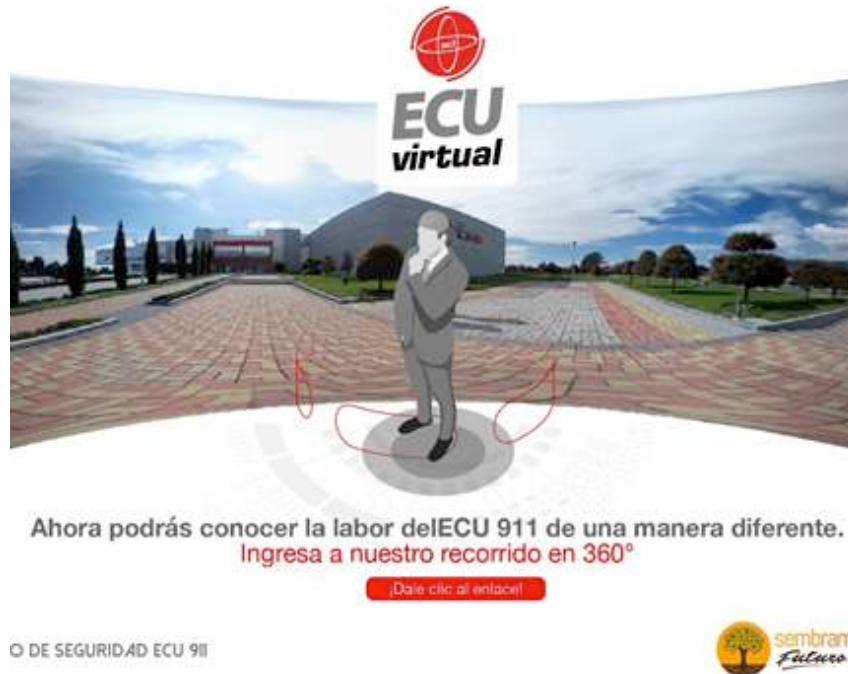 ECU
virtual
Ahora podrás conocer la labor delECU 911 de una manera diferente.
Ingresa a nuestro recorrido en 360°
¡Dale clic al enlace!
O DE SEGURIDAD ECU 911
sembram
Futuro